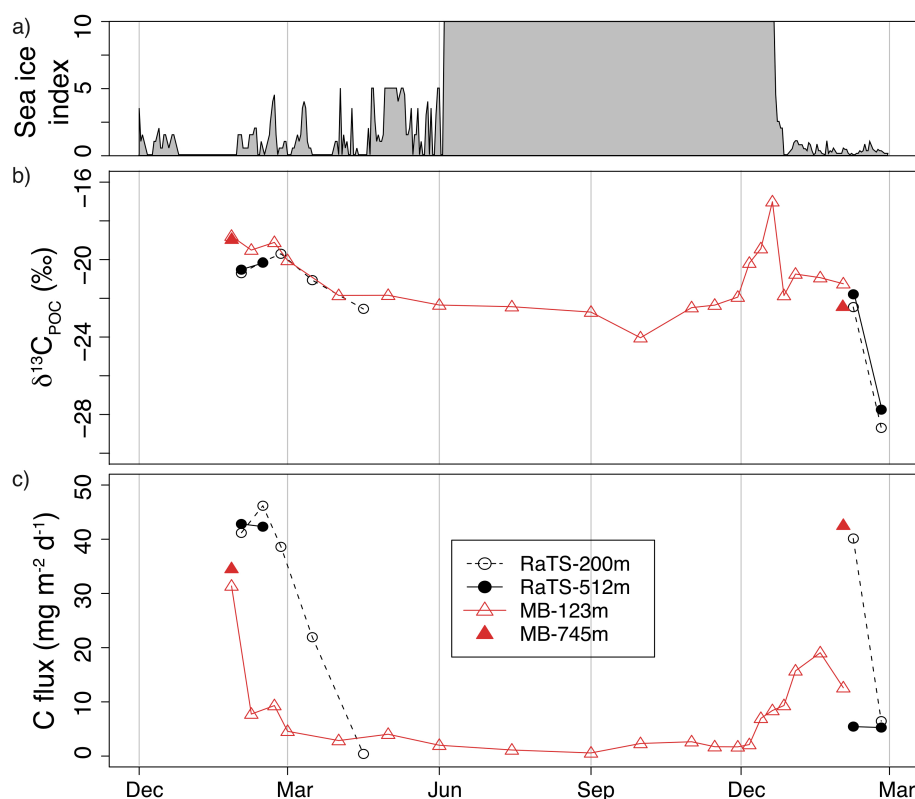 a)
Sea ice
index
10
5
0
b)
δ¹³C_POC (‰)
−16
−20
−24
−28
c)
C flux (mg m⁻² d⁻¹)
50
40
30
20
10
0
RaTS-200m
RaTS-512m
MB-123m
MB-745m
Dec Mar Jun Sep Dec Mar